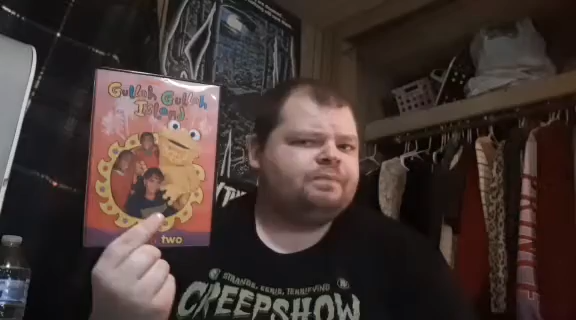 Gullah Gullah
Island
two
STRANGE, EERIE, TERRIFYING
CREEPSHOW